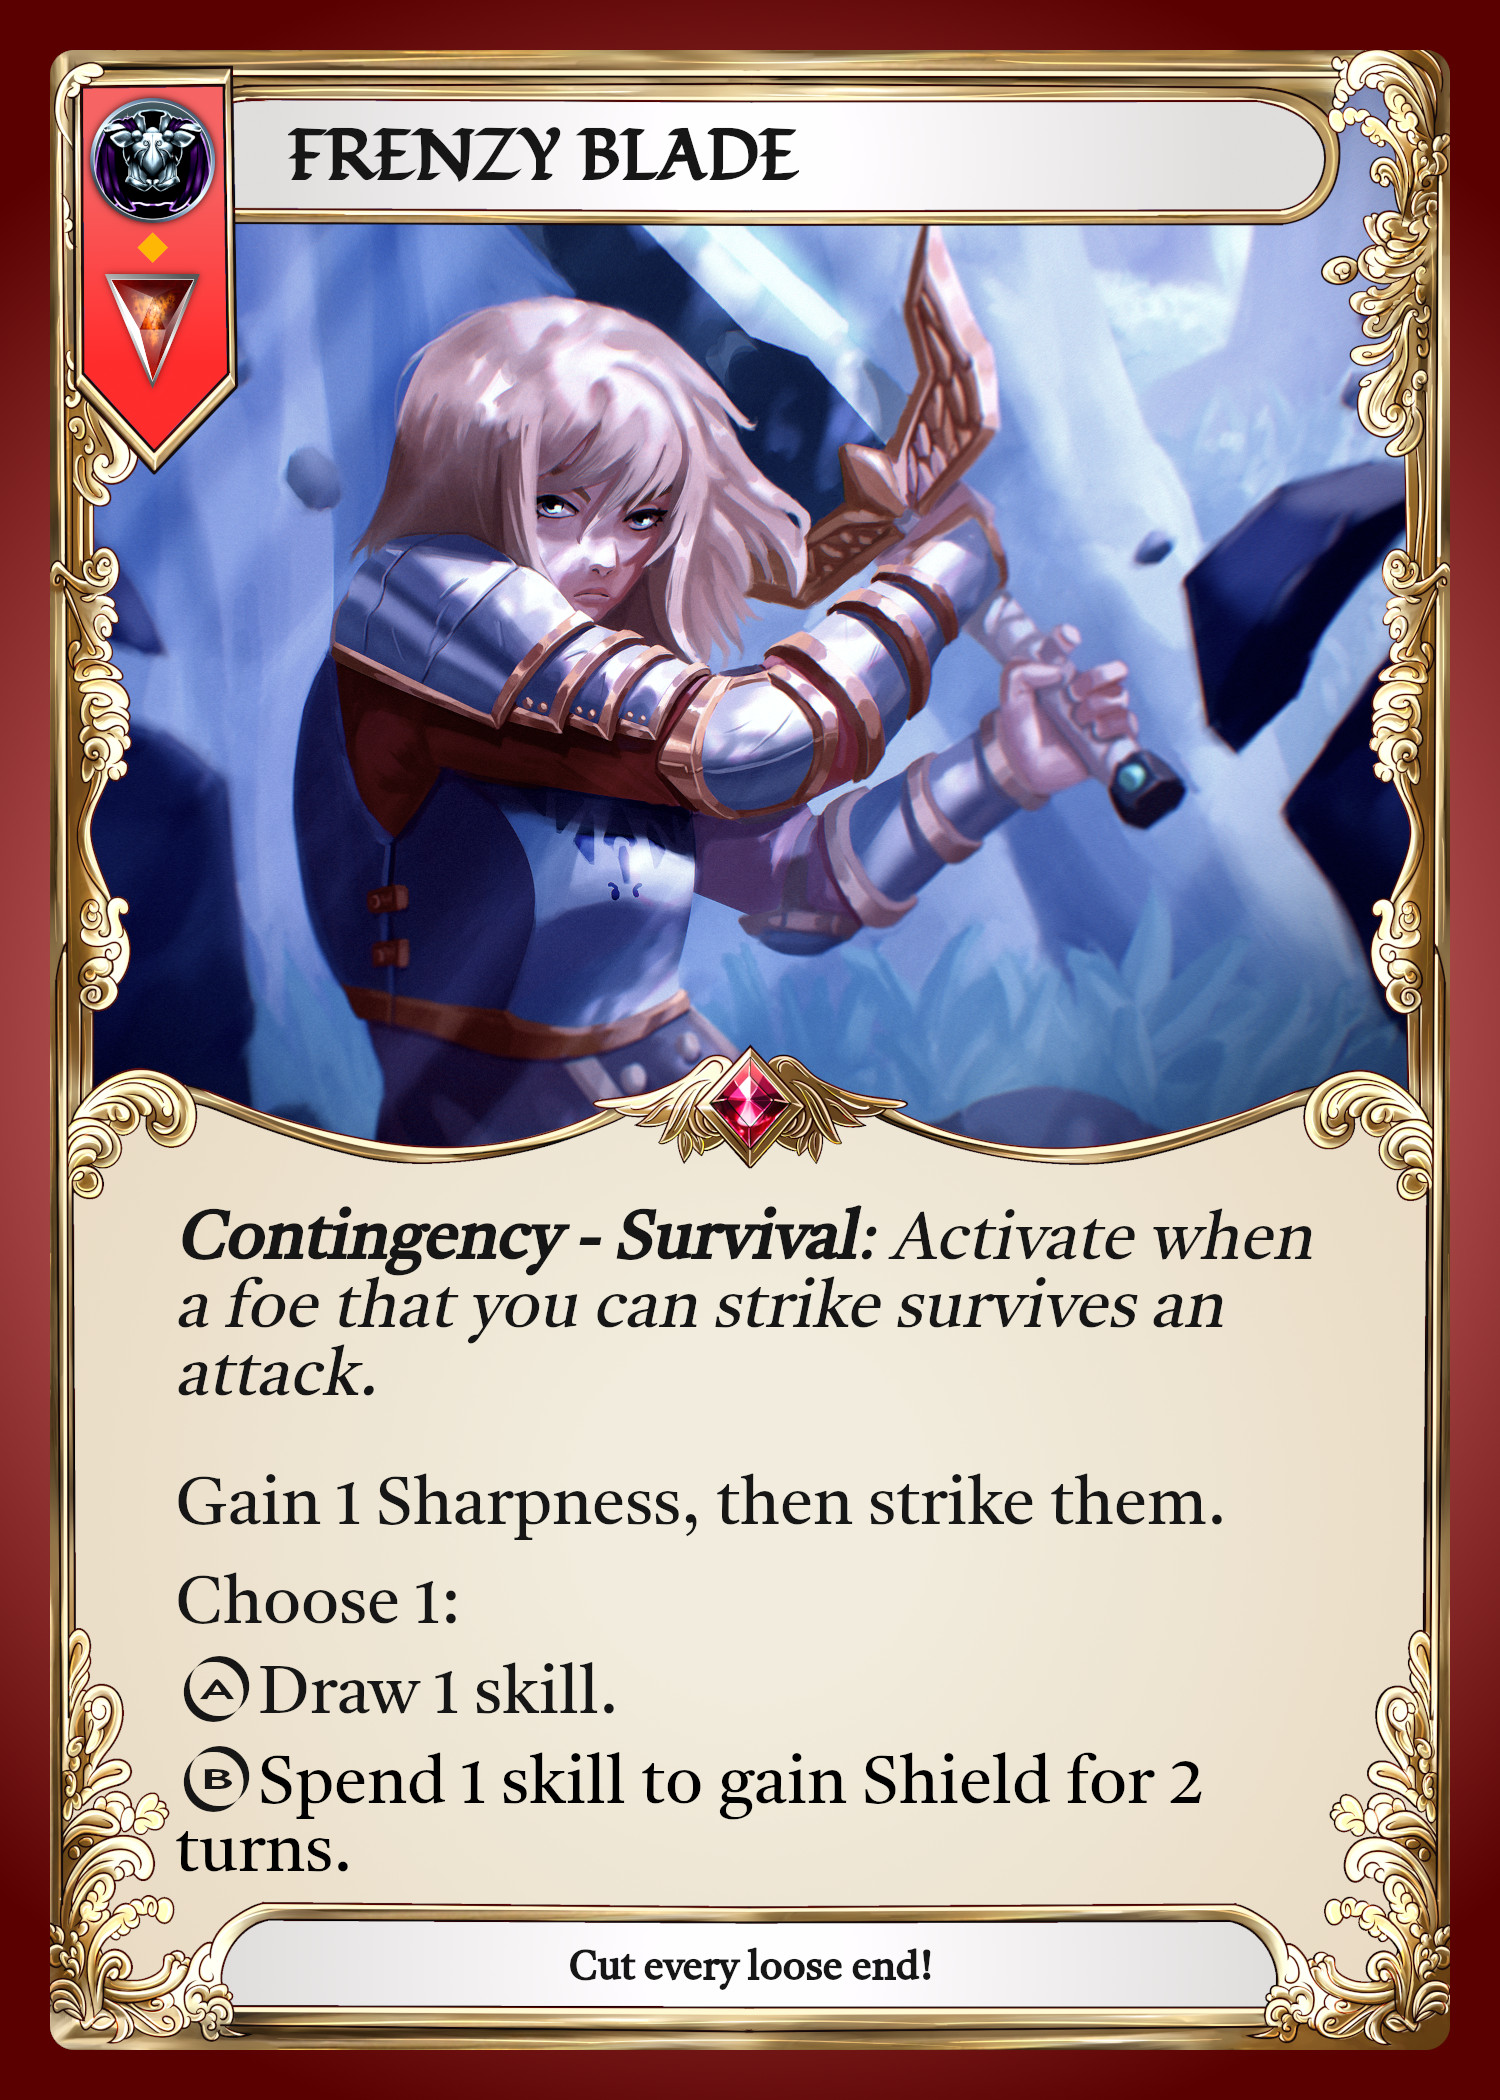 FRENZY BLADE
Contingency - Survival: Activate when
a foe that you can strike survives an
attack.
Gain 1 Sharpness, then strike them.
Choose 1:
A Draw 1 skill.
B Spend 1 skill to gain Shield for 2
turns.
Cut every loose end!